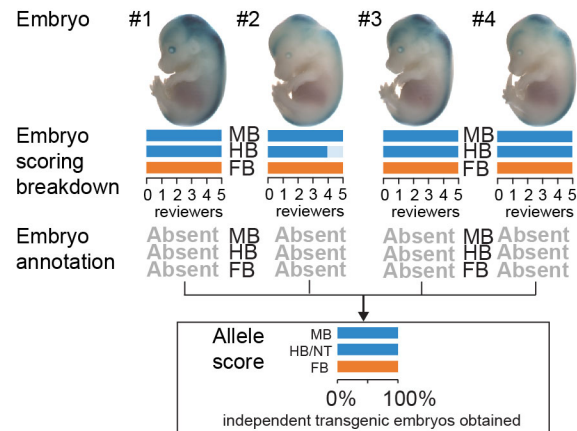 Embryo #1 #2 #3 #4
Embryo scoring breakdown
MB MB
HB HB
FB FB
0 1 2 3 4 5 0 1 2 3 4 5 0 1 2 3 4 5 0 1 2 3 4 5
reviewers reviewers reviewers reviewers
Embryo annotation
Absent MB Absent Absent MB Absent
Absent HB Absent Absent HB Absent
Absent FB Absent Absent FB Absent
Allele score
MB
HB/NT
FB
0% 100%
independent transgenic embryos obtained